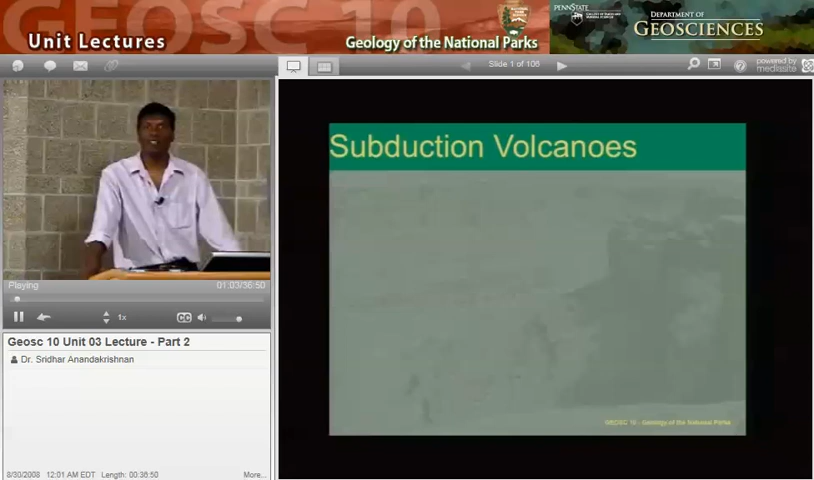 GEOSC 10
Unit Lectures
Geology of the National Parks
PENNSTATE
DEPARTMENT OF
GEOSCIENCES
Slide 1 of 106
powered by
mediasite
Subduction Volcanoes
GEOSC 10 - Geology of the National Parks
Playing
01:03/36:50
1x
CC
Geosc 10 Unit 03 Lecture - Part 2
Dr. Sridhar Anandakrishnan
8/30/2008 12:01 AM EDT Length: 00:36:50
More...